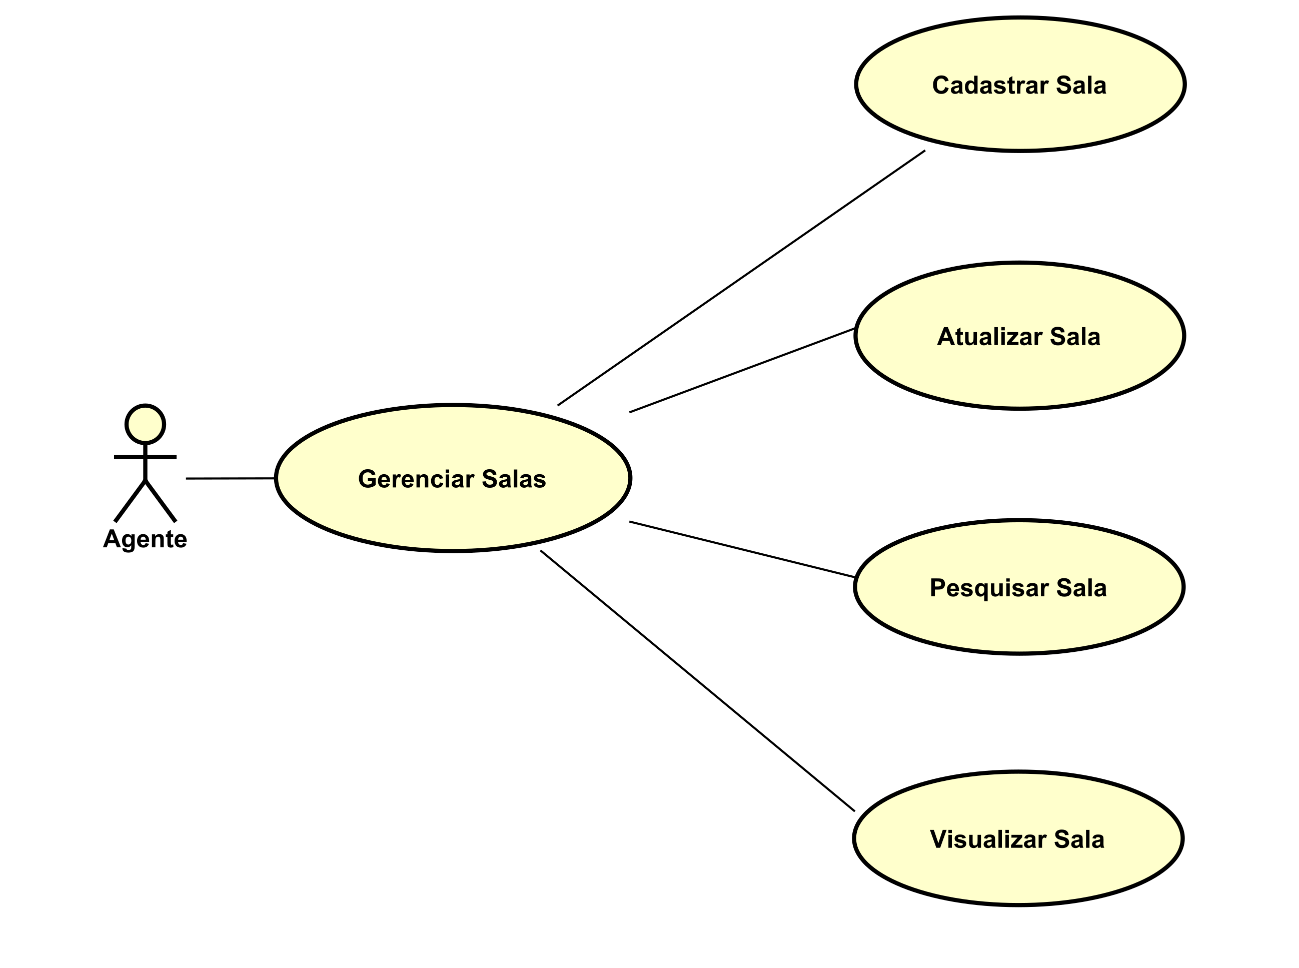 Cadastrar Sala
Atualizar Sala
Gerenciar Salas
Agente
Pesquisar Sala
Visualizar Sala